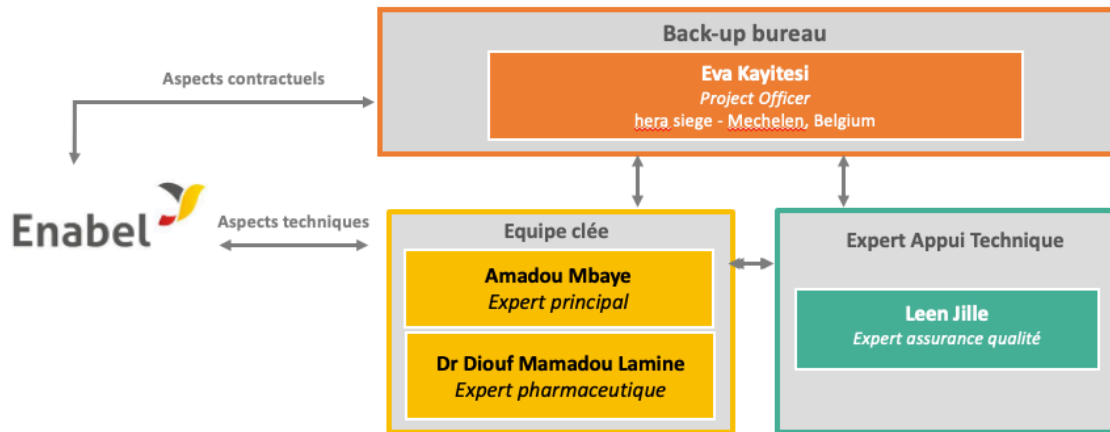 Back-up bureau
Eva Kayitesi
Project Officer
hera siege - Mechelen, Belgium
Aspects contractuels
Enabel
Aspects techniques
Equipe clée
Amadou Mbaye
Expert principal
Dr Diouf Mamadou Lamine
Expert pharmaceutique
Expert Appui Technique
Leen Jille
Expert assurance qualité